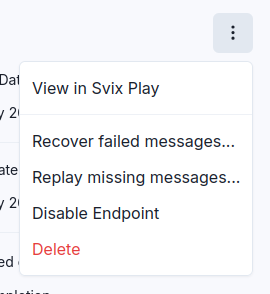 View in Svix Play
Recover failed messages...
Replay missing messages...
Disable Endpoint
Delete